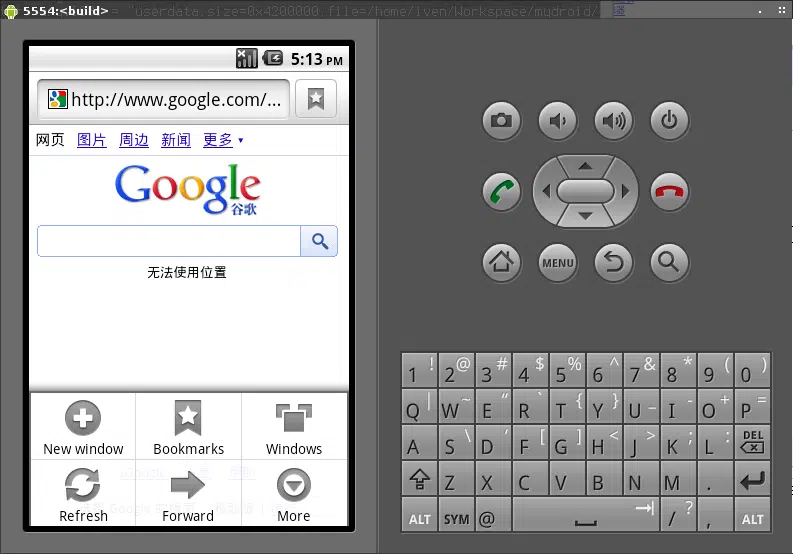 5554:<build>
= "userdata.size=0x4200000,file=/home/lven/Workspace/mydroid/
5:13 PM
http://www.google.com/...
网页 图片 周边 新闻 更多
Google
谷歌
无法使用位置
New window Bookmarks Windows
Refresh Forward More
MENU
1 ! 2 @ 3 # 4 $ 5 % 6 ^ 7 & 8 * 9 ( 0 )
Q | W ~ E “ R ` T { Y } U _ I - O + P =
A S \ D ‘ F [ G ] H < J > K ; L : DEL
Z X C V B N M .
ALT SYM @ / ? , ALT